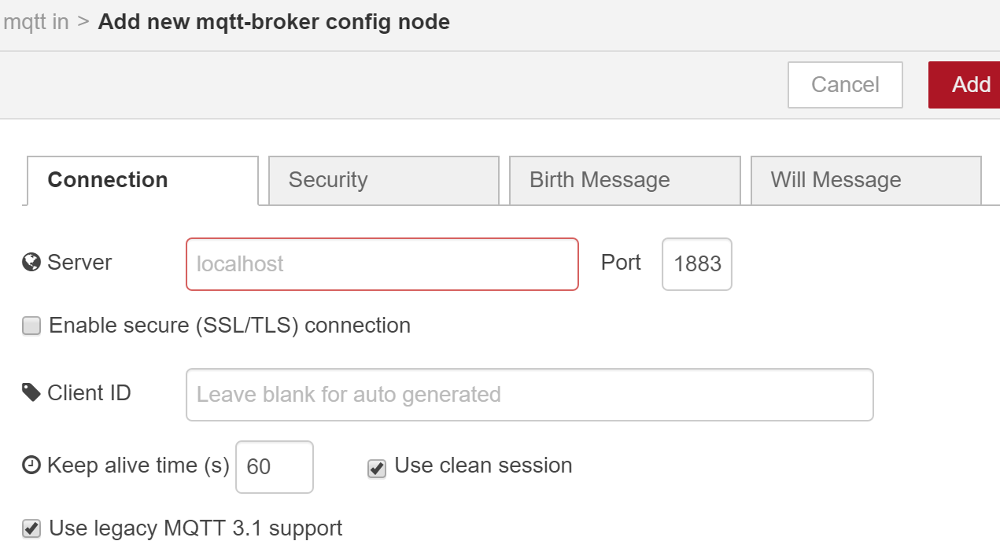 mqtt in > Add new mqtt-broker config node
Cancel Add
Connection Security Birth Message Will Message
Server localhost Port 1883
Enable secure (SSL/TLS) connection
Client ID Leave blank for auto generated
Keep alive time (s) 60 Use clean session
Use legacy MQTT 3.1 support